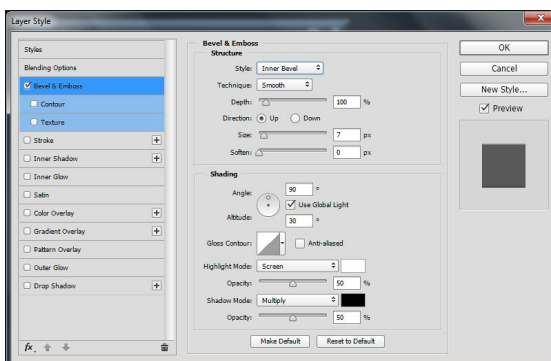 Layer Style
Styles
Blending Options
Bevel & Emboss
Contour
Texture
Stroke
Inner Shadow
Inner Glow
Satin
Color Overlay
Gradient Overlay
Pattern Overlay
Outer Glow
Drop Shadow
fx
Bevel & Emboss
Structure
Style: Inner Bevel
Technique: Smooth
Depth: 100 %
Direction: Up Down
Size: 7 px
Soften: 0 px
Shading
Angle: 90 °
Use Global Light
Altitude: 30 °
Gloss Contour: Anti-aliased
Highlight Mode: Screen
Opacity: 50 %
Shadow Mode: Multiply
Opacity: 50 %
Make Default Reset to Default
OK
Cancel
New Style...
Preview